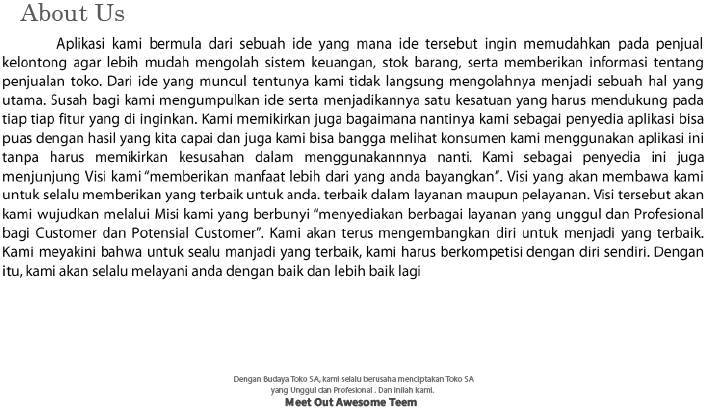 About Us
Aplikasi kami bermula dari sebuah ide yang mana ide tersebut ingin memudahkan pada penjual
kelontong agar lebih mudah mengolah sistem keuangan, stok barang, serta memberikan informasi tentang
penjualan toko. Dari ide yang muncul tentunya kami tidak langsung mengolahnya menjadi sebuah hal yang
utama. Susah bagi kami mengumpulkan ide serta menjadikannya satu kesatuan yang harus mendukung pada
tiap tiap fitur yang di inginkan. Kami memikirkan juga bagaimana nantinya kami sebagai penyedia aplikasi bisa
puas dengan hasil yang kita capai dan juga kami bisa bangga melihat konsumen kami menggunakan aplikasi ini
tanpa harus memikirkan kesusahan dalam menggunakannnya nanti. Kami sebagai penyedia ini juga
menjunjung Visi kami “memberikan manfaat lebih dari yang anda bayangkan”. Visi yang akan membawa kami
untuk selalu memberikan yang terbaik untuk anda. terbaik dalam layanan maupun pelayanan. Visi tersebut akan
kami wujudkan melalui Misi kami yang berbunyi “menyediakan berbagai layanan yang unggul dan Profesional
bagi Customer dan Potensial Customer”. Kami akan terus mengembangkan diri untuk menjadi yang terbaik.
Kami meyakini bahwa untuk sealu manjadi yang terbaik, kami harus berkompetisi dengan diri sendiri. Dengan
itu, kami akan selalu melayani anda dengan baik dan lebih baik lagi
Dengan Budaya Toko SA, kami selalu berusaha menciptakan Toko SA
yang Unggul dan Profesional . Dan inilah kami.
Meet Out Awesome Teem